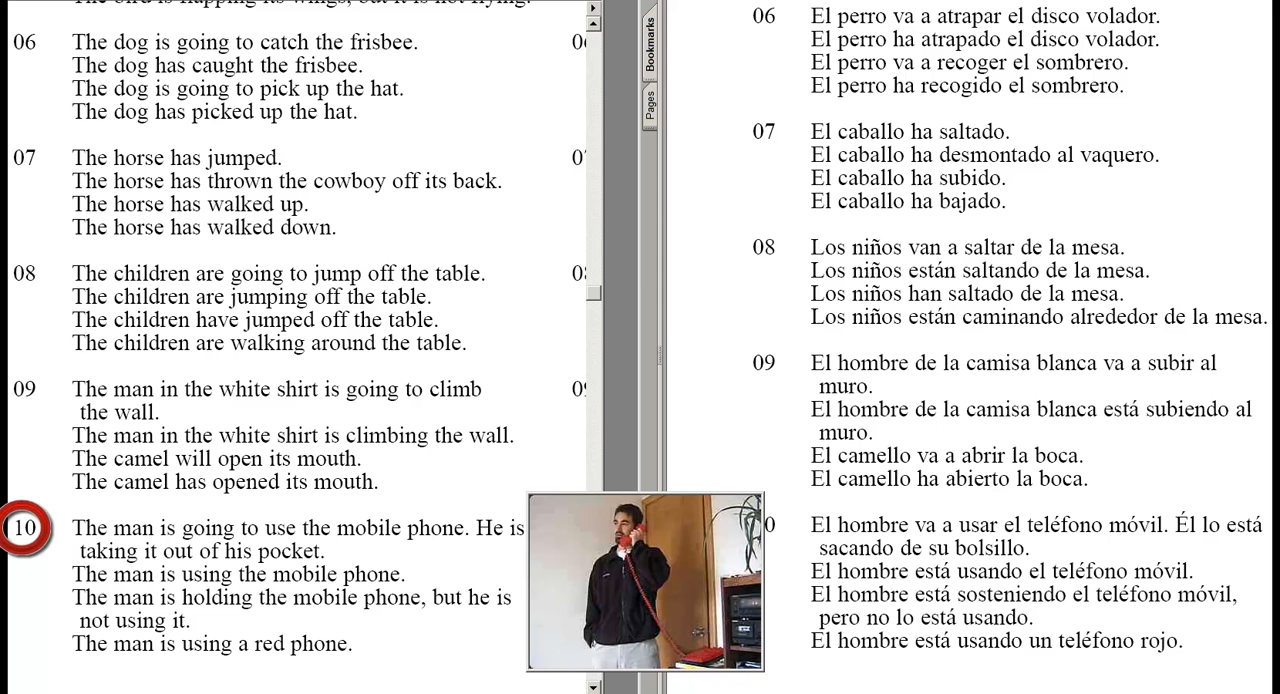 The bird is flapping its wings, but it is not flying.
06 The dog is going to catch the frisbee.
The dog has caught the frisbee.
The dog is going to pick up the hat.
The dog has picked up the hat.
07 The horse has jumped.
The horse has thrown the cowboy off its back.
The horse has walked up.
The horse has walked down.
08 The children are going to jump off the table.
The children are jumping off the table.
The children have jumped off the table.
The children are walking around the table.
09 The man in the white shirt is going to climb
the wall.
The man in the white shirt is climbing the wall.
The camel will open its mouth.
The camel has opened its mouth.
10 The man is going to use the mobile phone. He is
taking it out of his pocket.
The man is using the mobile phone.
The man is holding the mobile phone, but he is
not using it.
The man is using a red phone.
06
07
08
09
Bookmarks
Pages
06 El perro va a atrapar el disco volador.
El perro ha atrapado el disco volador.
El perro va a recoger el sombrero.
El perro ha recogido el sombrero.
07 El caballo ha saltado.
El caballo ha desmontado al vaquero.
El caballo ha subido.
El caballo ha bajado.
08 Los niños van a saltar de la mesa.
Los niños están saltando de la mesa.
Los niños han saltado de la mesa.
Los niños están caminando alrededor de la mesa.
09 El hombre de la camisa blanca va a subir al
muro.
El hombre de la camisa blanca está subiendo al
muro.
El camello va a abrir la boca.
El camello ha abierto la boca.
0 El hombre va a usar el teléfono móvil. Él lo está
sacando de su bolsillo.
El hombre está usando el teléfono móvil.
El hombre está sosteniendo el teléfono móvil,
pero no lo está usando.
El hombre está usando un teléfono rojo.